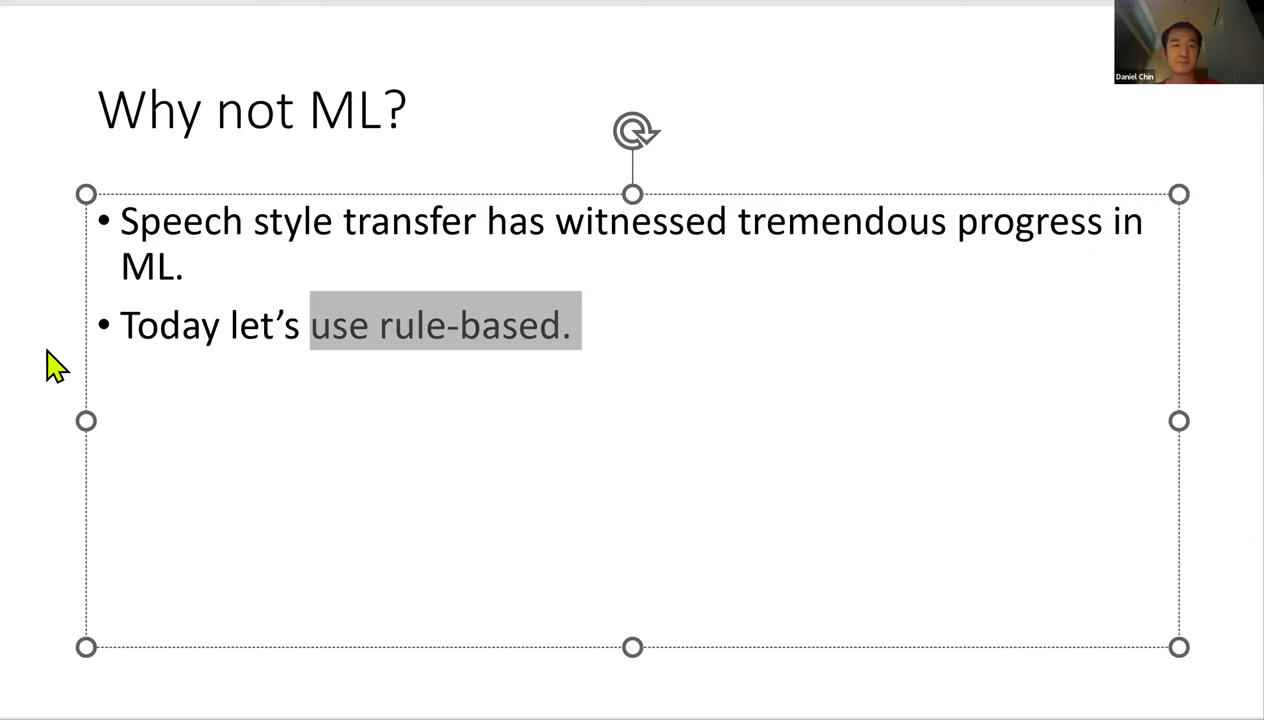 Daniel Chin
Why not ML?
• Speech style transfer has witnessed tremendous progress in
ML.
• Today let’s use rule-based.